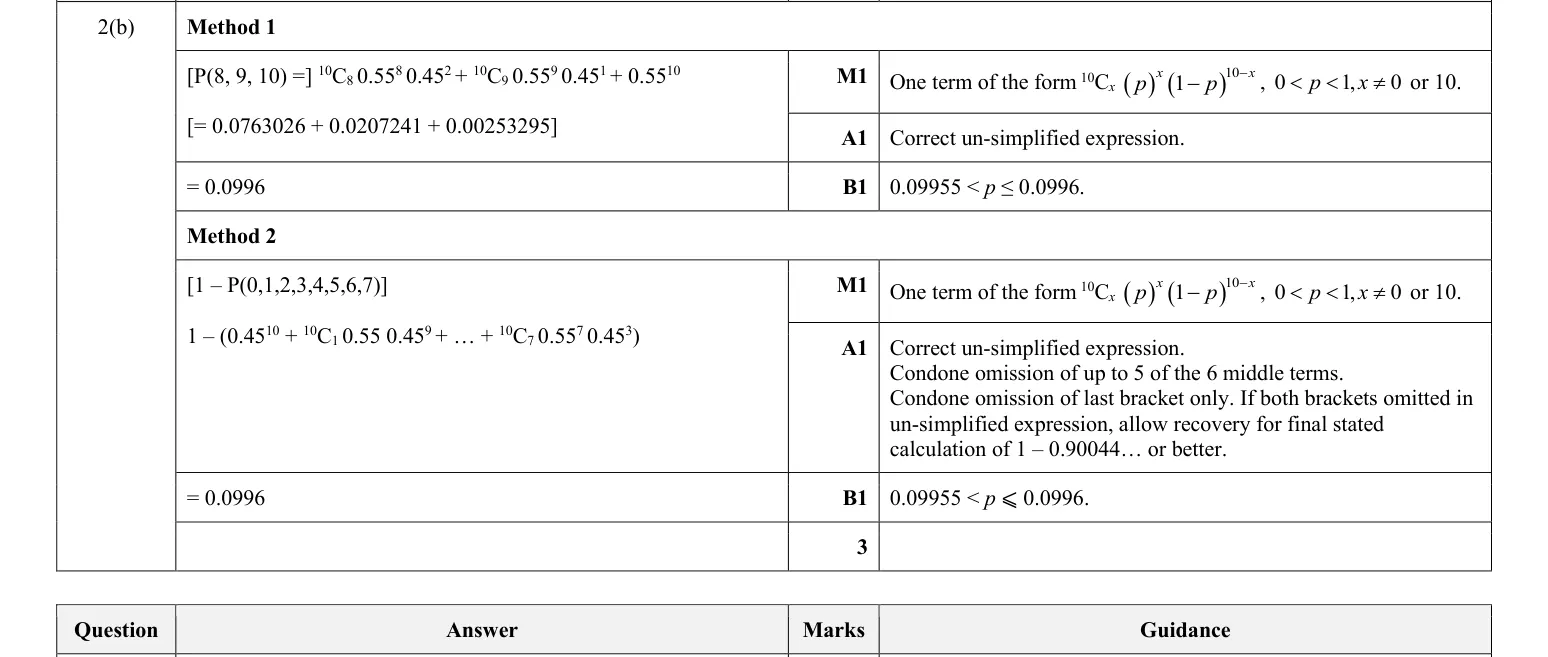 2(b)
Method 1
[P(8, 9, 10) =] ¹⁰C₈ 0.55⁸ 0.45² + ¹⁰C₉ 0.55⁹ 0.45¹ + 0.55¹⁰
M1
One term of the form ¹⁰Cₓ (p)ˣ (1 − p)¹⁰⁻ˣ , 0 < p < 1, x ≠ 0 or 10.
[= 0.0763026 + 0.0207241 + 0.00253295]
A1
Correct un-simplified expression.
= 0.0996
B1
0.09955 < p ≤ 0.0996.
Method 2
[1 – P(0,1,2,3,4,5,6,7)]
M1
One term of the form ¹⁰Cₓ (p)ˣ (1 − p)¹⁰⁻ˣ , 0 < p < 1, x ≠ 0 or 10.
1 – (0.45¹⁰ + ¹⁰C₁ 0.55 0.45⁹ + … + ¹⁰C₇ 0.55⁷ 0.45³)
A1
Correct un-simplified expression.
Condone omission of up to 5 of the 6 middle terms.
Condone omission of last bracket only. If both brackets omitted in
un-simplified expression, allow recovery for final stated
calculation of 1 – 0.90044… or better.
= 0.0996
B1
0.09955 < p ⩽ 0.0996.
3
Question
Answer
Marks
Guidance